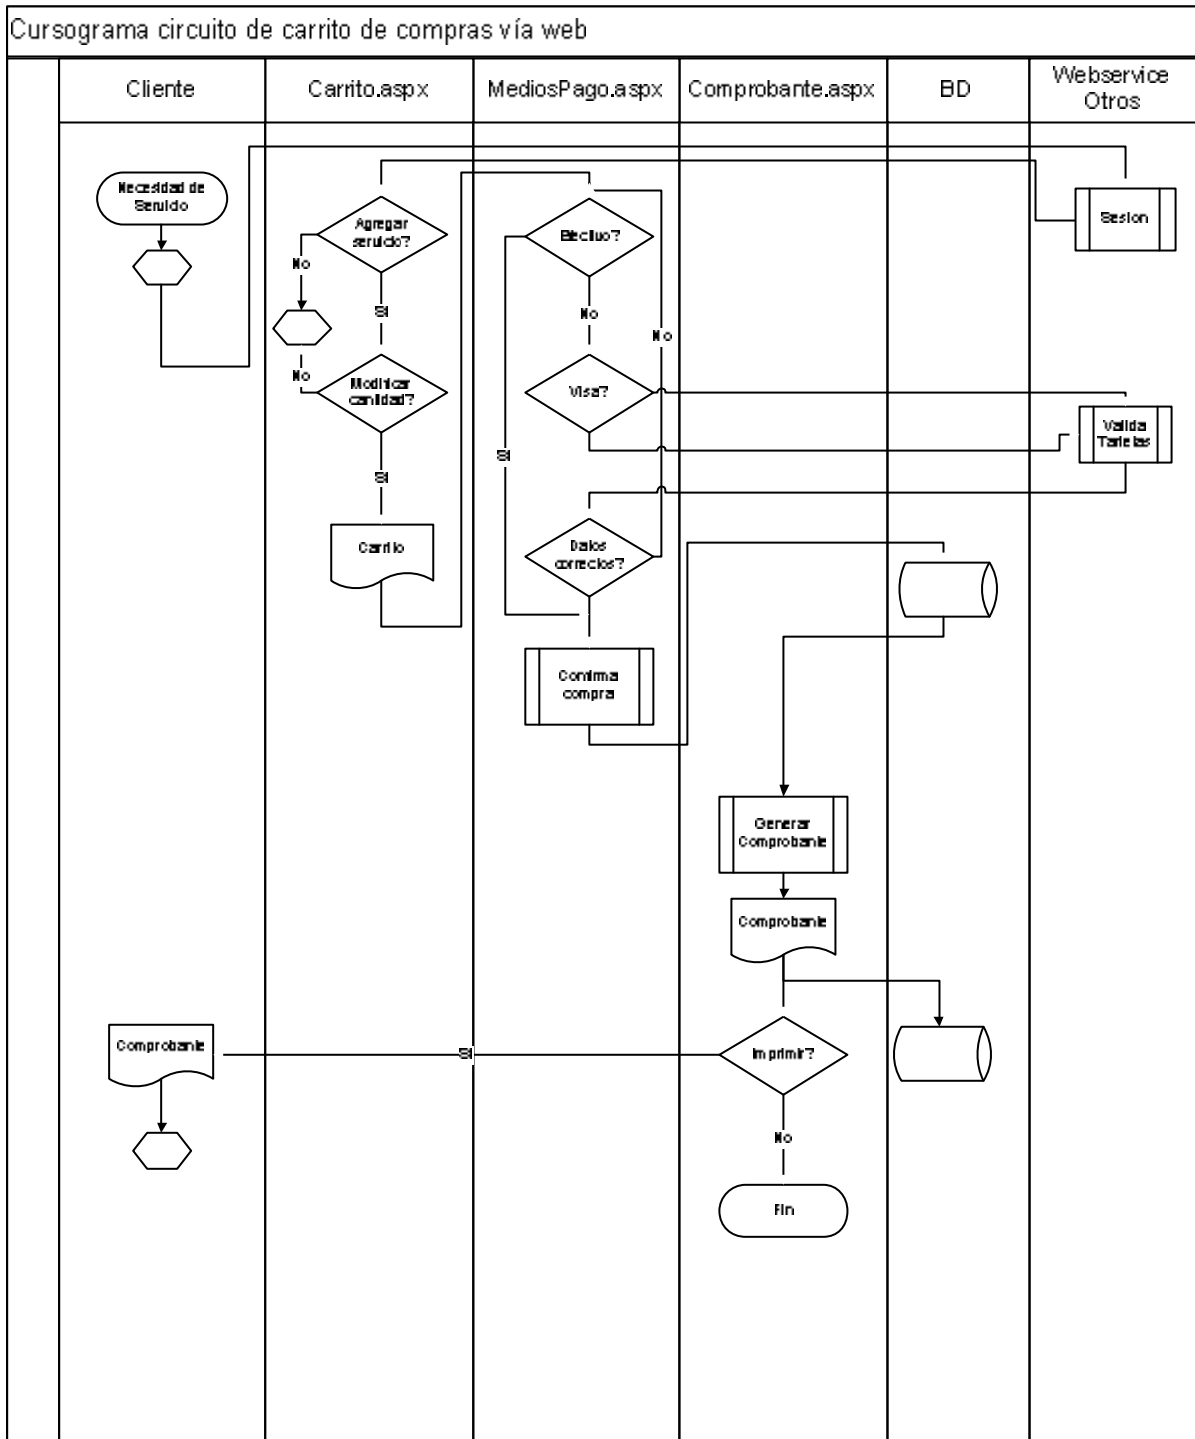 Cursograma circuito de carrito de compras vía web
Cliente
Carrito.aspx
MediosPago.aspx
Comprobante.aspx
BD
Webservice
Otros
Necesidad de
Servicio
Agregar
servicio?
Efectivo?
Sesion
No
Si
No
No
Modificar
cantidad?
Visa?
No
Valida
Tarjetas
Si
Si
Carrito
Datos
correctos?
Confirma
compra
Generar
Comprobante
Comprobante
Comprobante
Si
Imprimir?
No
Fin